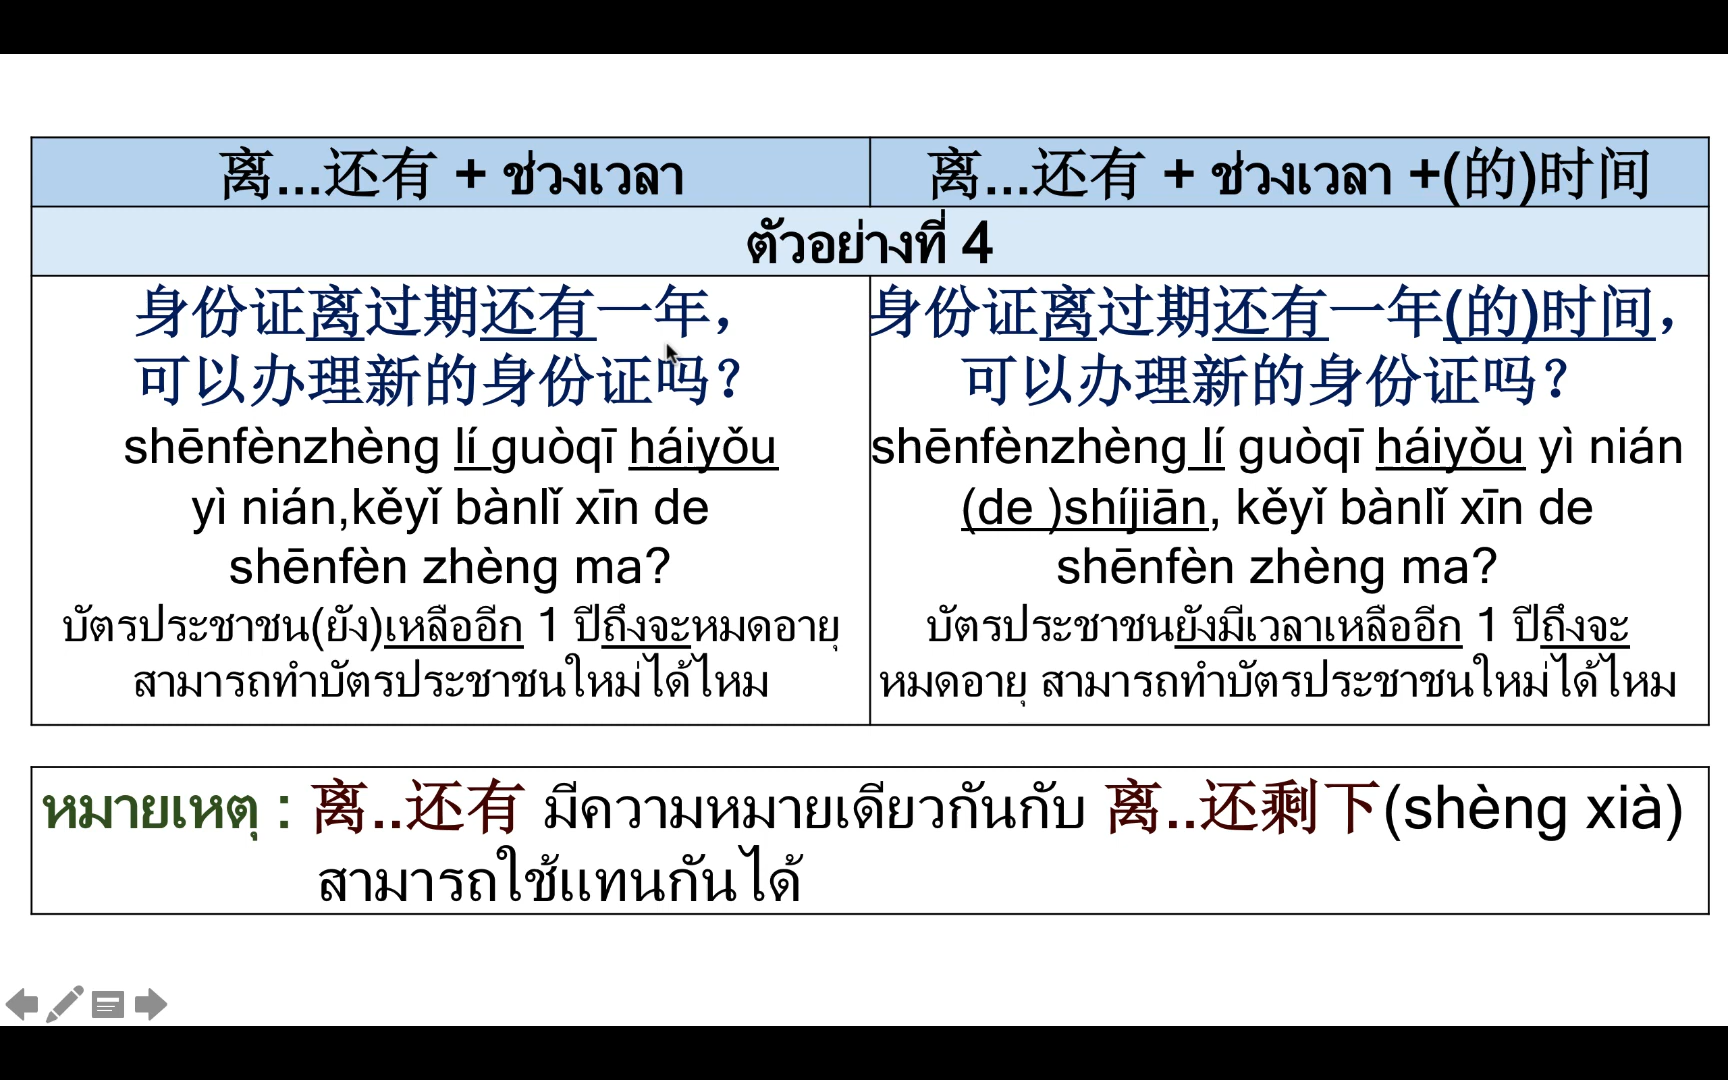 离...还有 + ช่วงเวลา
离...还有 + ช่วงเวลา +(的)时间
ตัวอย่างที่ 4
身份证离过期还有一年，
可以办理新的身份证吗？
shēnfènzhèng lí guòqī háiyǒu
yì nián,kěyǐ bànlǐ xīn de
shēnfèn zhèng ma?
บัตรประชาชน(ยัง)เหลืออีก 1 ปีถึงจะหมดอายุ
สามารถทำบัตรประชาชนใหม่ได้ไหม
身份证离过期还有一年(的)时间，
可以办理新的身份证吗？
shēnfènzhèng lí guòqī háiyǒu yì nián
(de )shíjiān, kěyǐ bànlǐ xīn de
shēnfèn zhèng ma?
บัตรประชาชนยังมีเวลาเหลืออีก 1 ปีถึงจะ
หมดอายุ สามารถทำบัตรประชาชนใหม่ได้ไหม
หมายเหตุ : 离..还有 มีความหมายเดียวกันกับ 离..还剩下(shèng xià)
สามารถใช้แทนกันได้